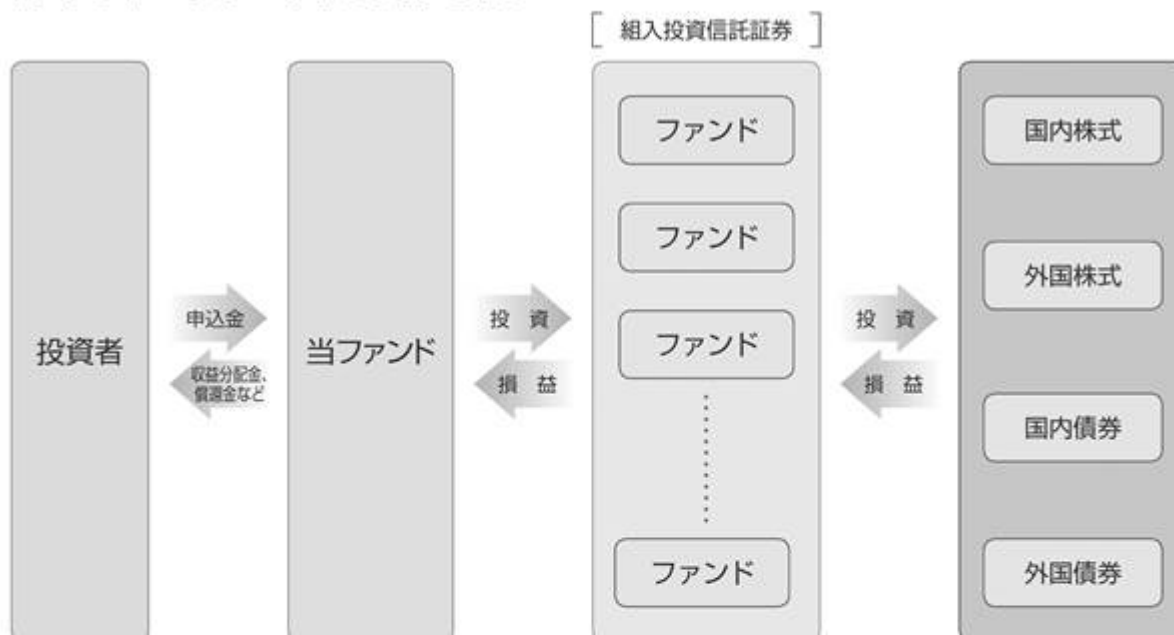 [組入投資信託証券]
投資者
申込金
収益分配金、
償還金など
当ファンド
投 資
損 益
ファンド
ファンド
ファンド
ファンド
投 資
損 益
国内株式
外国株式
国内債券
外国債券